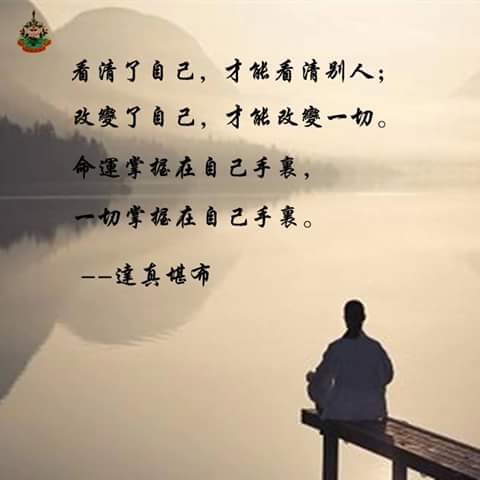 看清了自己，才能看清别人；
改變了自己，才能改變一切。
命運掌握在自己手裏，
一切掌握在自己手裏。
--達真堪布